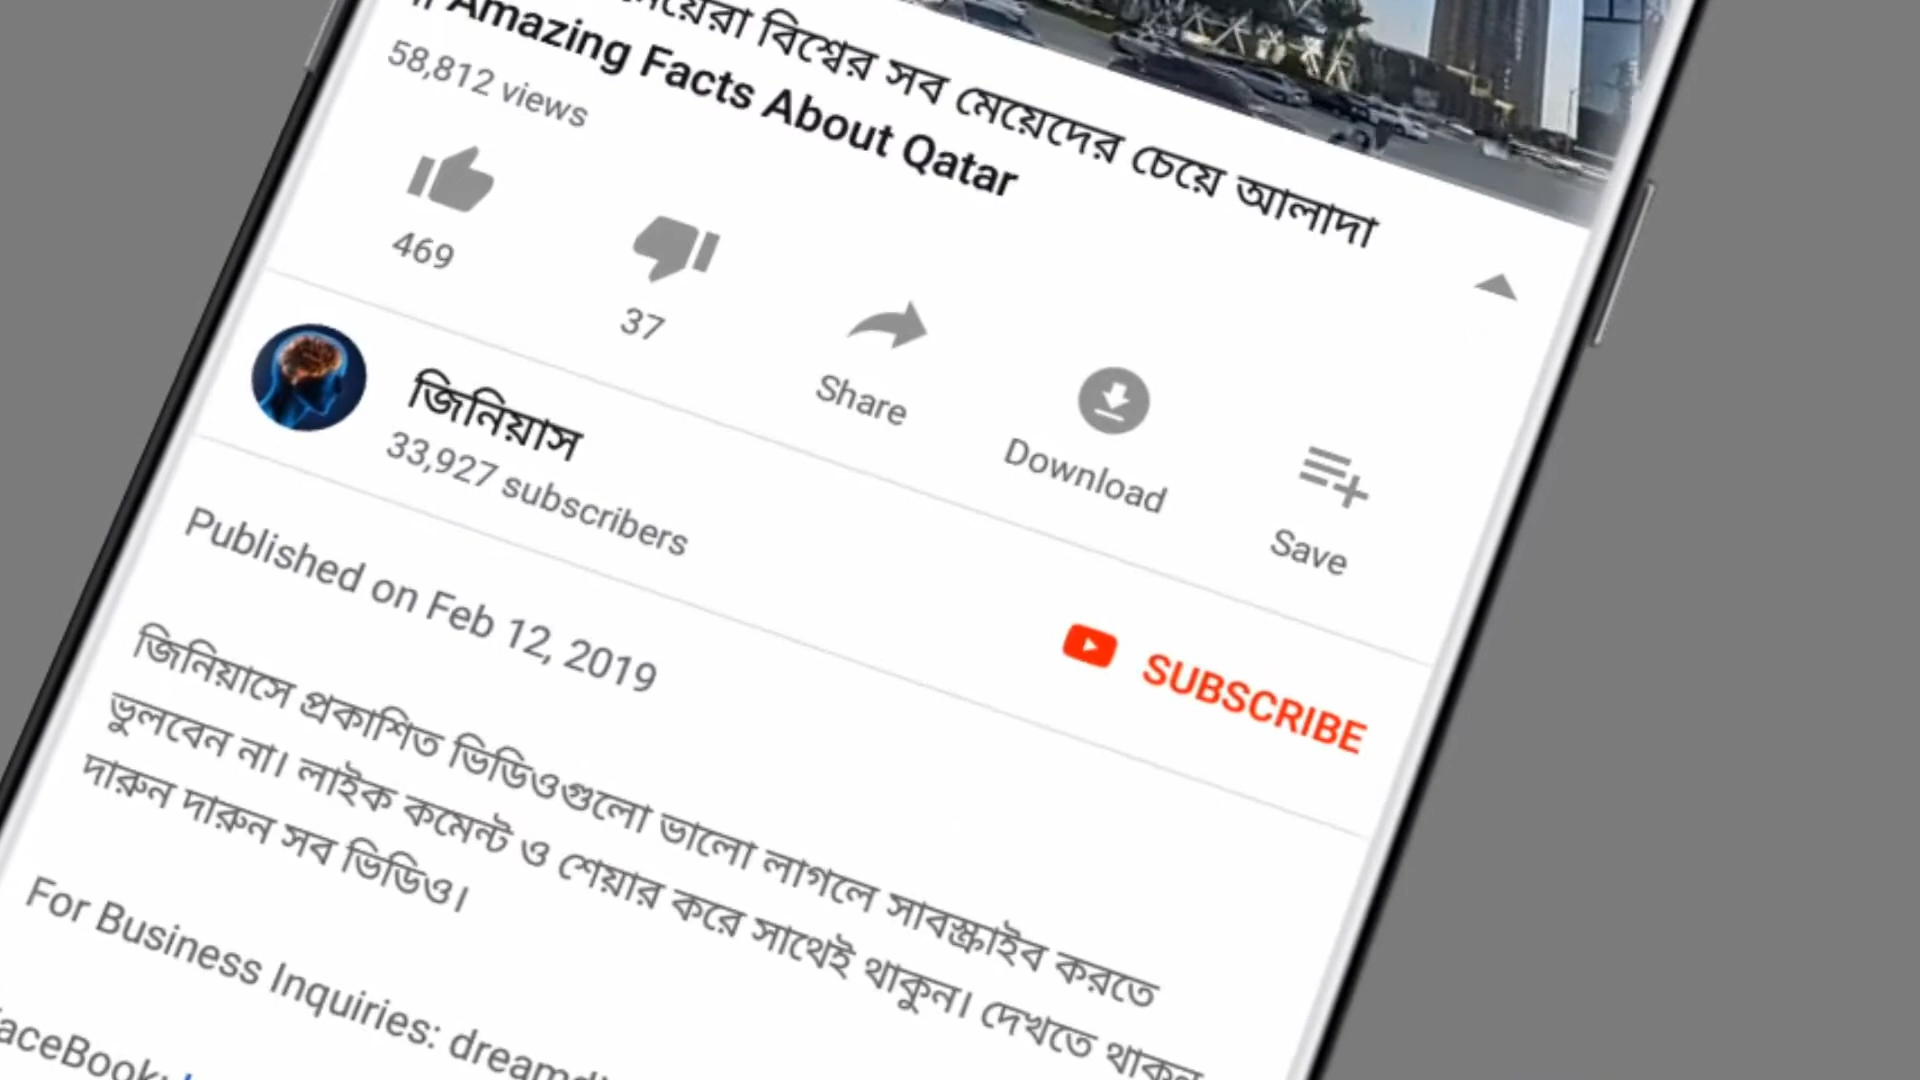 বিশ্বের সব মেয়েদের চেয়ে আলাদা
|| Amazing Facts About Qatar
58,812 views
469
37
Share
Download
Save
জিনিয়াস
33,927 subscribers
SUBSCRIBE
Published on Feb 12, 2019
জিনিয়াসে প্রকাশিত ভিডিওগুলো ভালো লাগলে সাবস্ক্রাইব করতে
ভুলবেন না। লাইক কমেন্ট ও শেয়ার করে সাথেই থাকুন। দেখতে থাকুন
দারুন দারুন সব ভিডিও।
For Business Inquiries:
FaceBook: